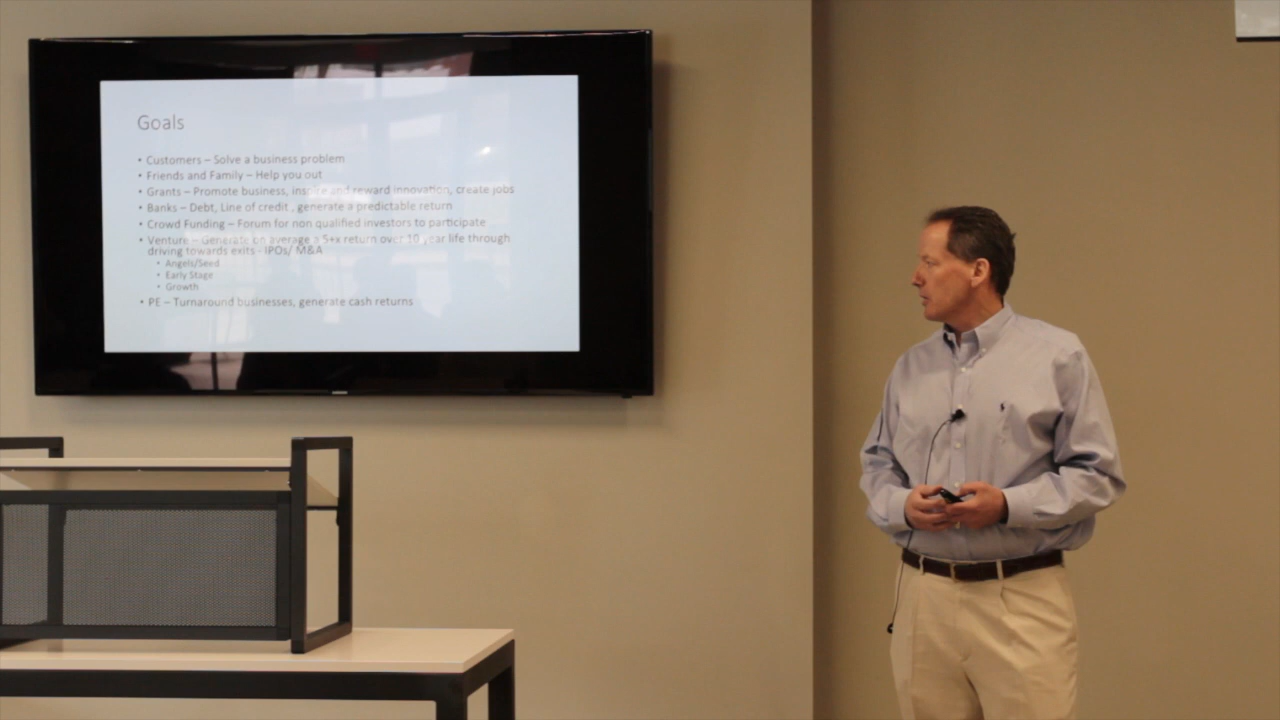 Goals
• Customers – Solve a business problem
• Friends and Family – Help you out
• Grants – Promote business, inspire and reward innovation, create jobs
• Banks – Debt, Line of credit , generate a predictable return
• Crowd Funding – Forum for non qualified investors to participate
• Venture – Generate on average a 5+x return over 10 year life through
driving towards exits - IPOs/ M&A
• Angels/Seed
• Early Stage
• Growth
• PE – Turnaround businesses, generate cash returns